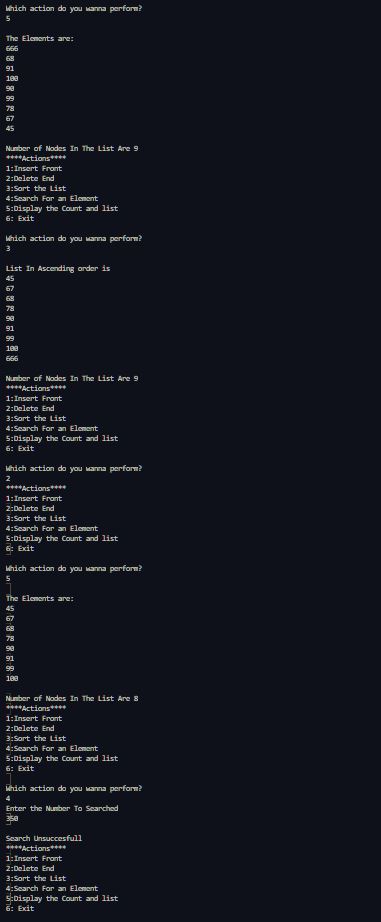 Which action do you wanna perform?
5
The Elements are:
666
68
91
100
90
99
78
67
45
Number of Nodes In The List Are 9
****Actions****
1:Insert Front
2:Delete End
3:Sort the List
4:Search For an Element
5:Display the Count and list
6: Exit
Which action do you wanna perform?
3
List In Ascending order is
45
67
68
78
90
91
99
100
666
Number of Nodes In The List Are 9
****Actions****
1:Insert Front
2:Delete End
3:Sort the List
4:Search For an Element
5:Display the Count and list
6: Exit
Which action do you wanna perform?
2
****Actions****
1:Insert Front
2:Delete End
3:Sort the List
4:Search For an Element
5:Display the Count and list
6: Exit
Which action do you wanna perform?
5
The Elements are:
45
67
68
78
90
91
99
100
Number of Nodes In The List Are 8
****Actions****
1:Insert Front
2:Delete End
3:Sort the List
4:Search For an Element
5:Display the Count and list
6: Exit
Which action do you wanna perform?
4
Enter the Number To Searched
350
Search Unsuccesfull
****Actions****
1:Insert Front
2:Delete End
3:Sort the List
4:Search For an Element
5:Display the Count and list
6: Exit